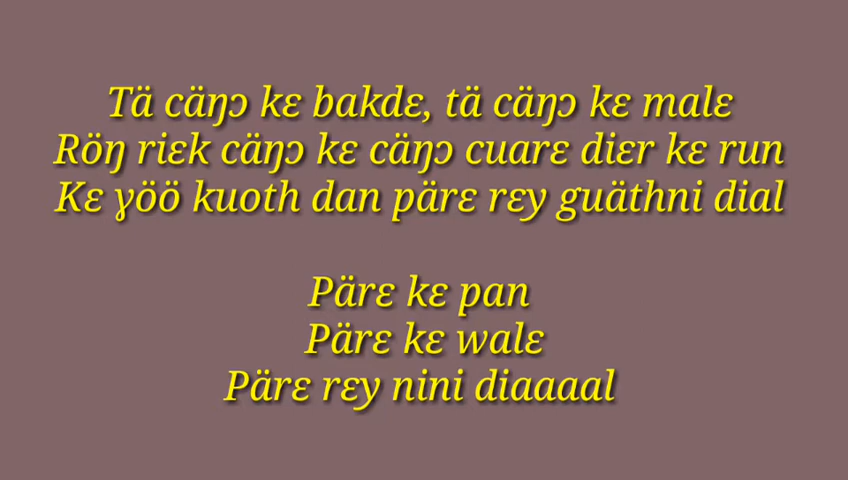 Tä cäŋɔ kɛ bakdɛ, tä cäŋɔ kɛ malɛ
Röŋ riɛk cäŋɔ kɛ cäŋɔ cuarɛ diɛr kɛ run
Kɛ ɣöö kuoth dan pärɛ rɛy guäthni dial
Pärɛ kɛ pan
Pärɛ kɛ walɛ
Pärɛ rɛy nini diaaaal